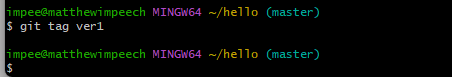 impee@matthewimpeech MINGW64 ~/hello (master)
$ git tag ver1
impee@matthewimpeech MINGW64 ~/hello (master)
$